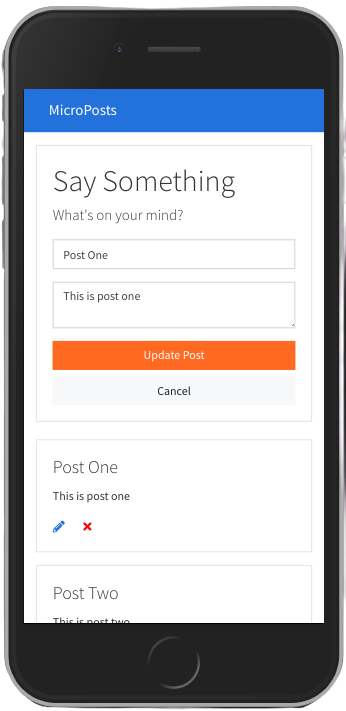 MicroPosts
Say Something
What's on your mind?
Post One
This is post one
Update Post
Cancel
Post One
This is post one
Post Two
This is post two